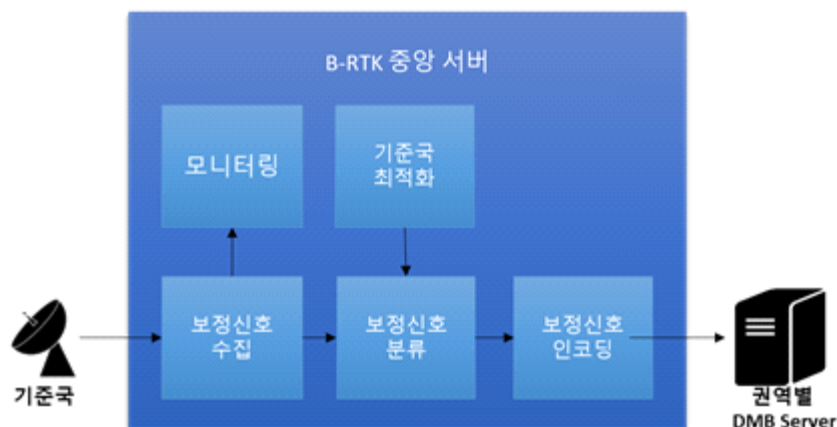 B-RTK 중앙 서버
모니터링
기준국
최적화
보정신호
수집
보정신호
분류
보정신호
인코딩
기준국
권역별
DMB Server